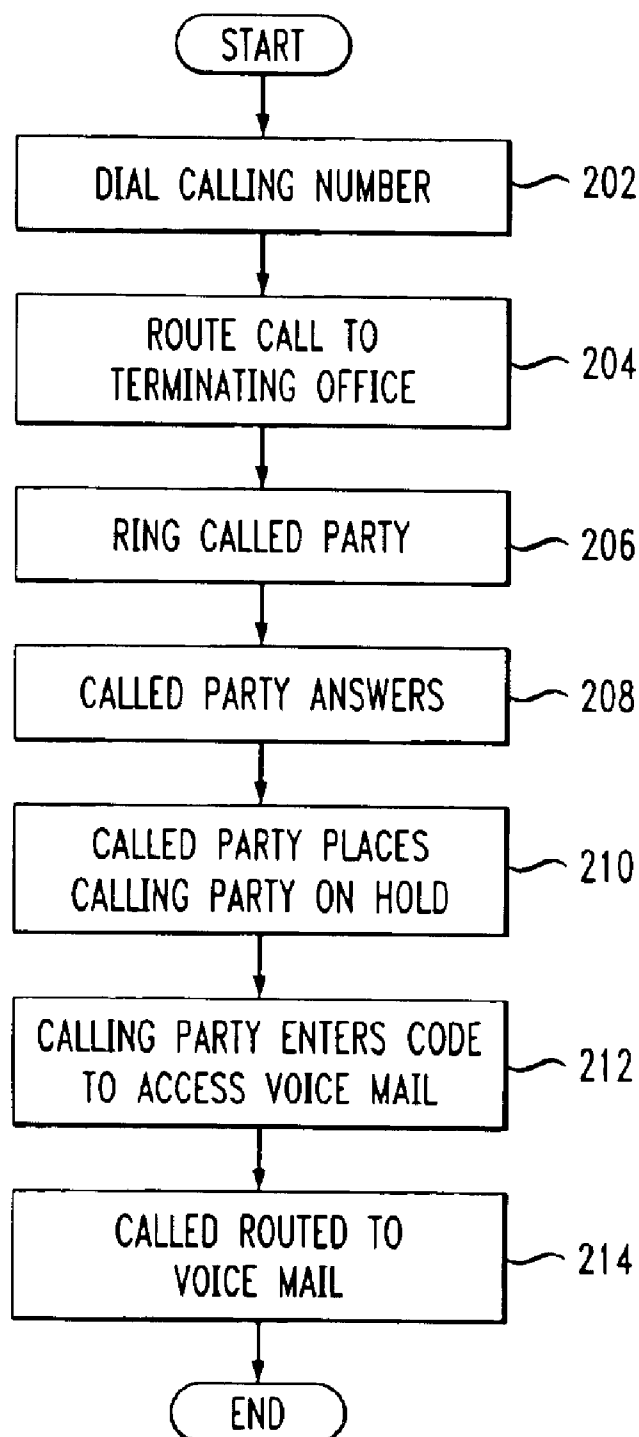 START
DIAL CALLING NUMBER
202
ROUTE CALL TO
TERMINATING OFFICE
204
RING CALLED PARTY
206
CALLED PARTY ANSWERS
208
CALLED PARTY PLACES
CALLING PARTY ON HOLD
210
CALLING PARTY ENTERS CODE
TO ACCESS VOICE MAIL
212
CALLED ROUTED TO
VOICE MAIL
214
END